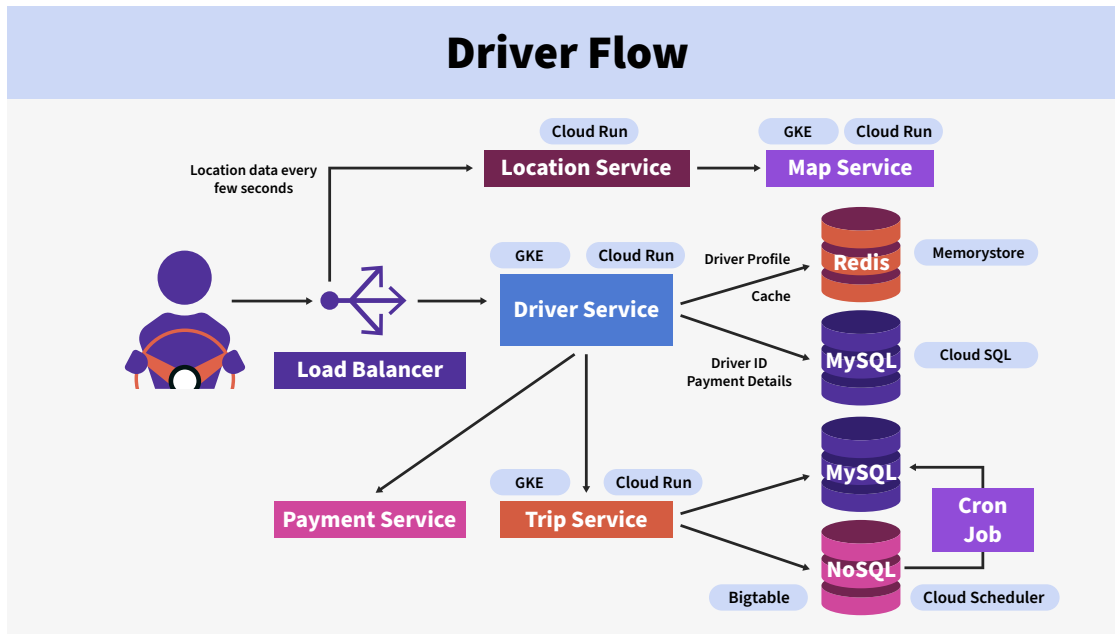 Driver Flow
Cloud Run
GKE
Cloud Run
Location Service
Map Service
Location data every
few seconds
GKE
Cloud Run
Driver Profile
Cache
Redis
Memorystore
Driver Service
Load Balancer
Driver ID
Payment Details
MySQL
Cloud SQL
GKE
Cloud Run
Payment Service
Trip Service
MySQL
Cron
Job
NoSQL
Bigtable
Cloud Scheduler